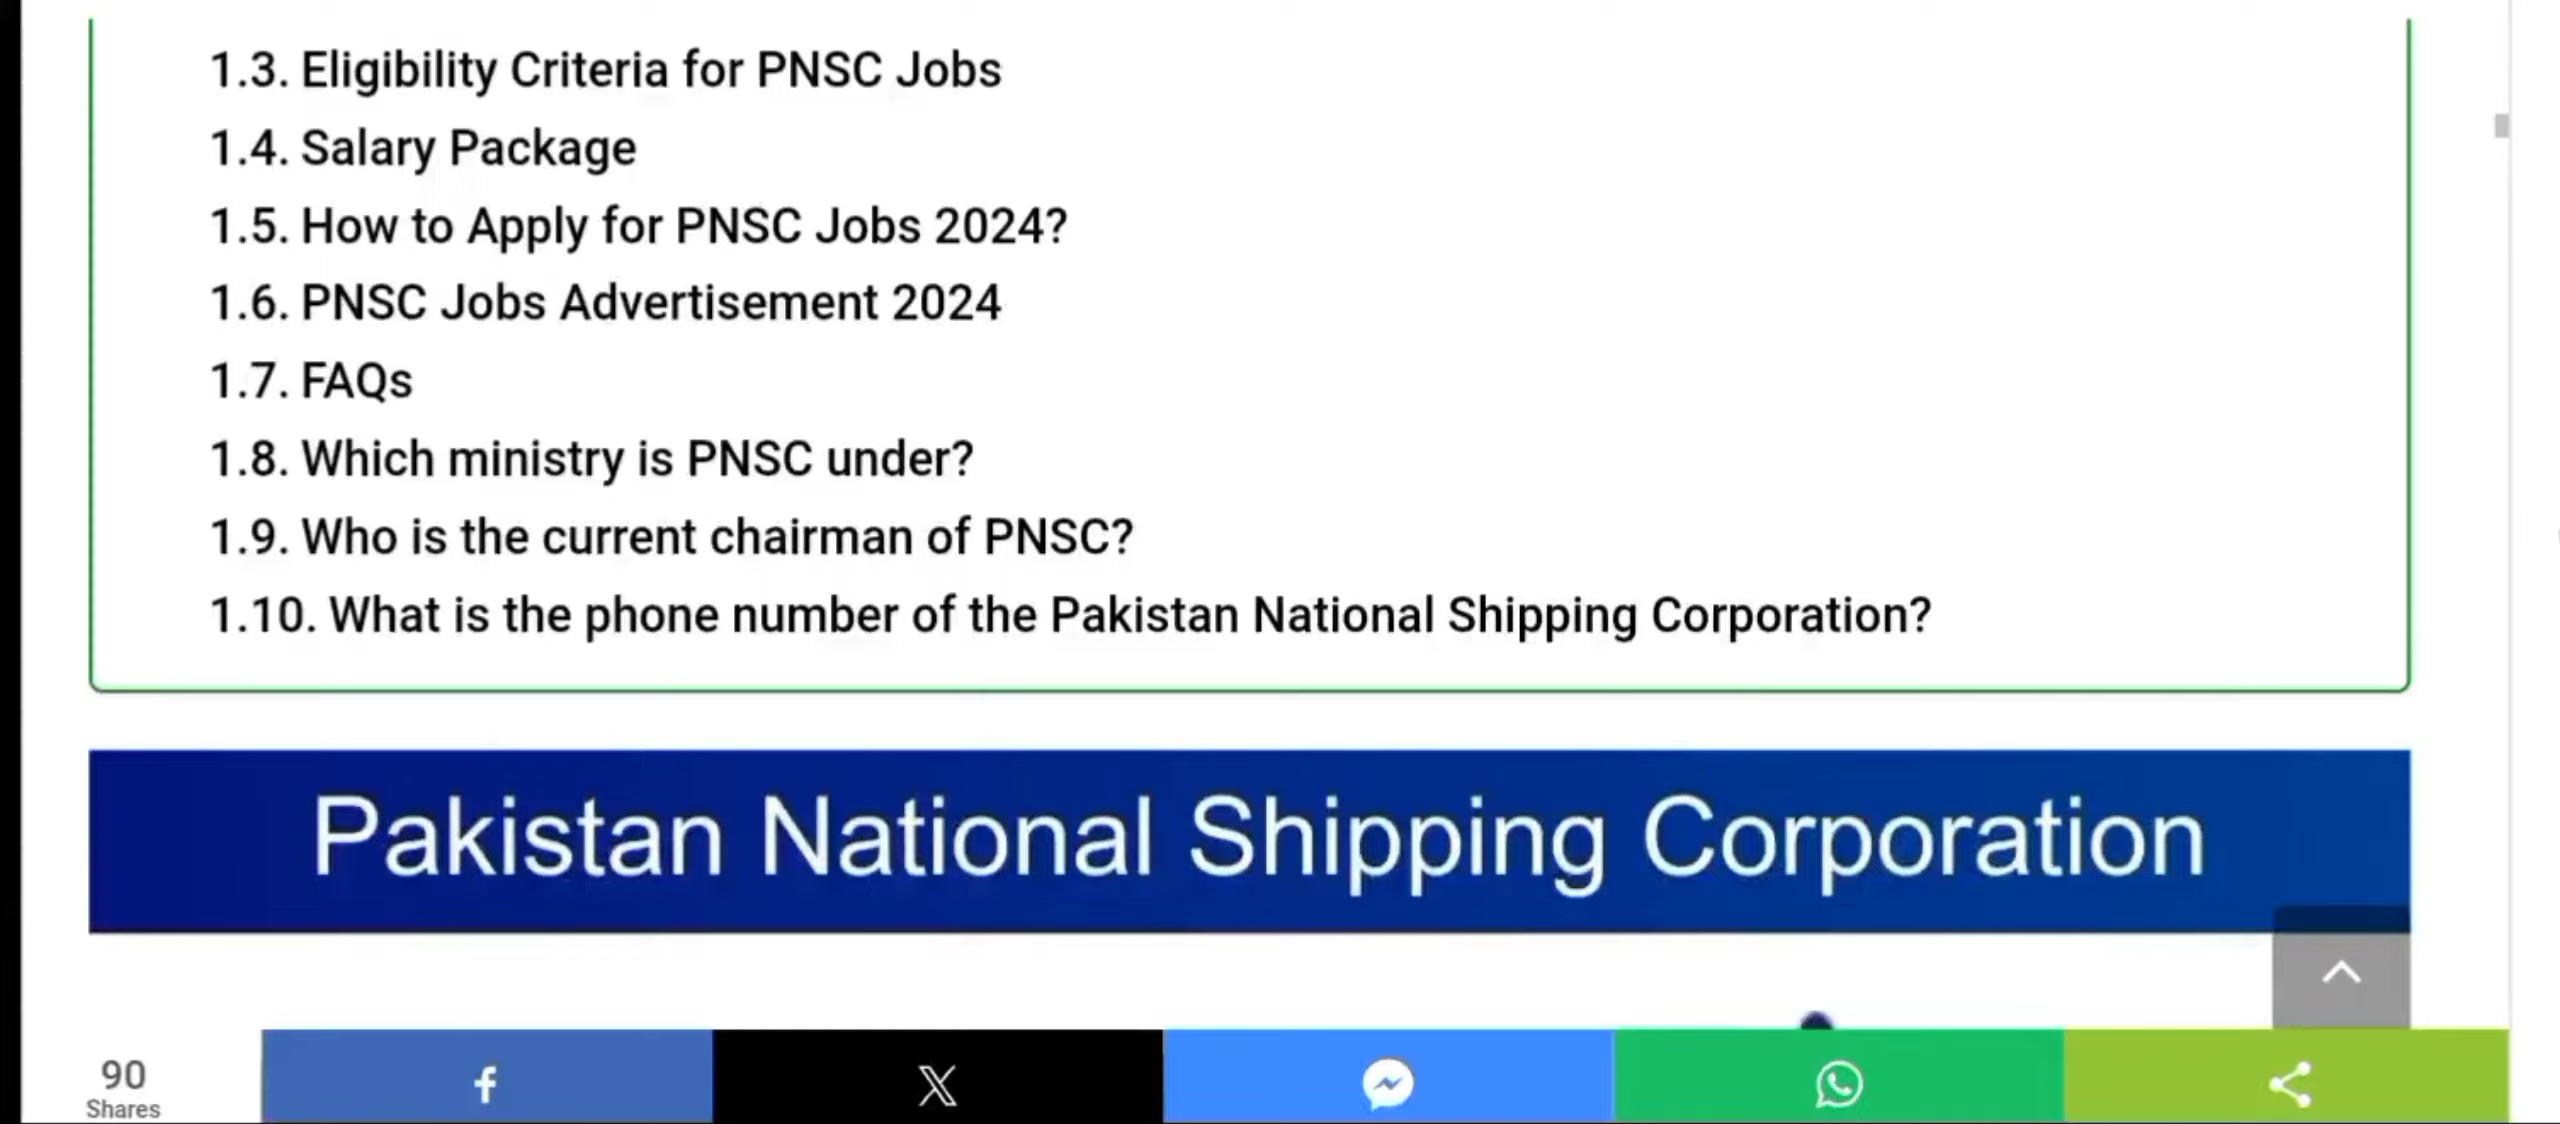 1.3. Eligibility Criteria for PNSC Jobs
1.4. Salary Package
1.5. How to Apply for PNSC Jobs 2024?
1.6. PNSC Jobs Advertisement 2024
1.7. FAQs
1.8. Which ministry is PNSC under?
1.9. Who is the current chairman of PNSC?
1.10. What is the phone number of the Pakistan National Shipping Corporation?
Pakistan National Shipping Corporation
90
Shares